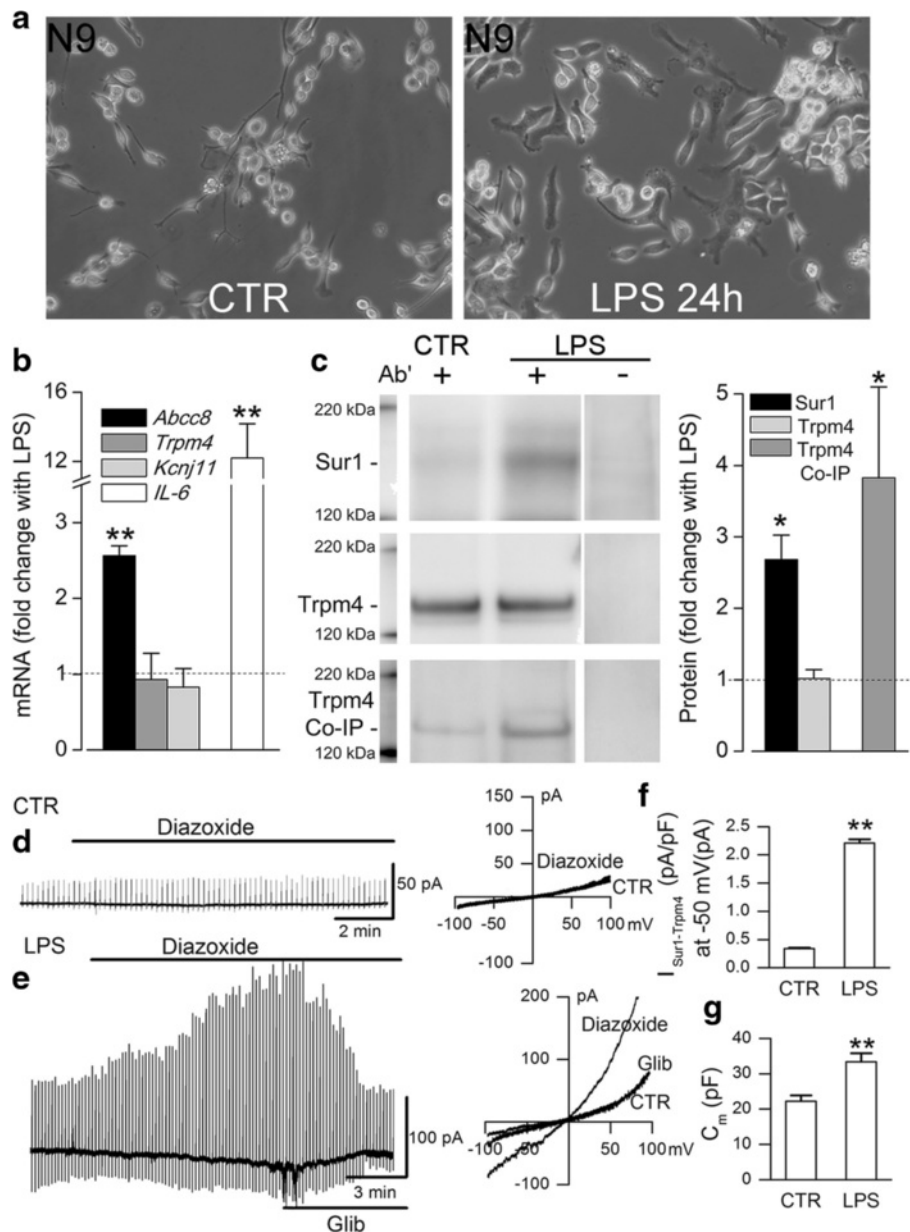 a
N9
CTR
N9
LPS 24h
b
mRNA (fold change with LPS)
16
12
3
2
1
0
**
**
Abcc8
Trpm4
Kcnj11
IL-6
c
CTR
LPS
Ab'
+
+
-
220 kDa
Sur1 -
120 kDa
220 kDa
Trpm4 -
120 kDa
220 kDa
Trpm4
Co-IP -
120 kDa
Protein (fold change with LPS)
5
4
3
2
1
0
*
*
Sur1
Trpm4
Trpm4
Co-IP
CTR
d
Diazoxide
50 pA
2 min
150
pA
100
50
Diazoxide
CTR
-100
-50
50
100 mV
-100
LPS
e
Diazoxide
100 pA
3 min
Glib
200
pA
Diazoxide
100
Glib
CTR
-100
50
50
100
mV
-100
f
I Sur1-Trpm4 (pA/pF)
at -50 mV(pA)
2.5
2.0
1.5
0.5
0.0
**
CTR
LPS
g
Cm (pF)
40
30
20
10
0
**
CTR
LPS